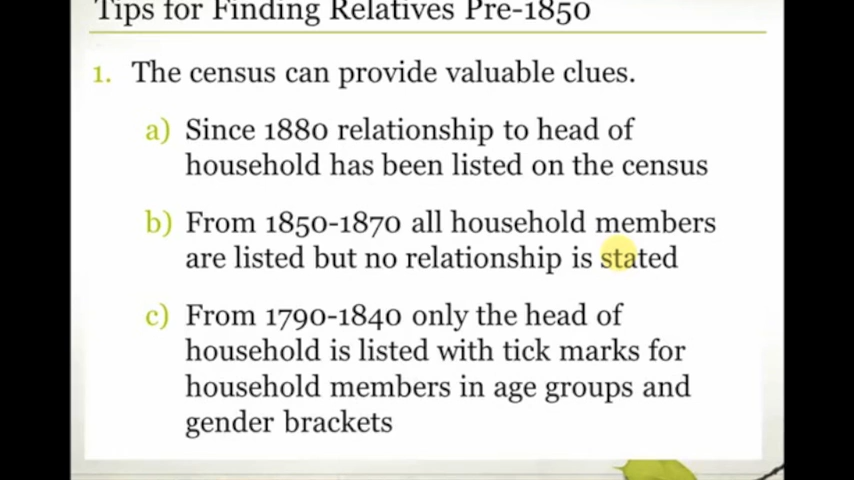 Tips for Finding Relatives Pre-1850
1. The census can provide valuable clues.
a) Since 1880 relationship to head of
household has been listed on the census
b) From 1850-1870 all household members
are listed but no relationship is stated
c) From 1790-1840 only the head of
household is listed with tick marks for
household members in age groups and
gender brackets